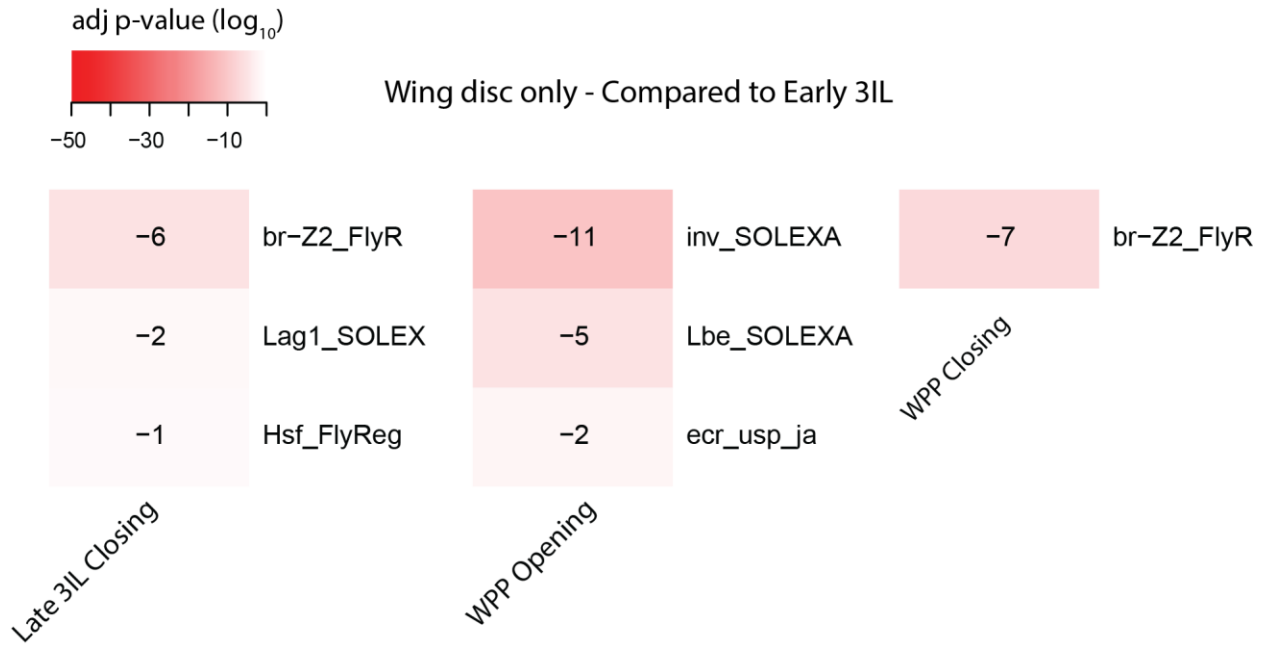 adj p-value (log10)
−50 −30 −10
Wing disc only - Compared to Early 3IL
−6 br−Z2_FlyR
−2 Lag1_SOLEX
−1 Hsf_FlyReg
Late 3IL Closing
−11 inv_SOLEXA
−5 Lbe_SOLEXA
−2 ecr_usp_ja
WPP Opening
−7 br−Z2_FlyR
WPP Closing